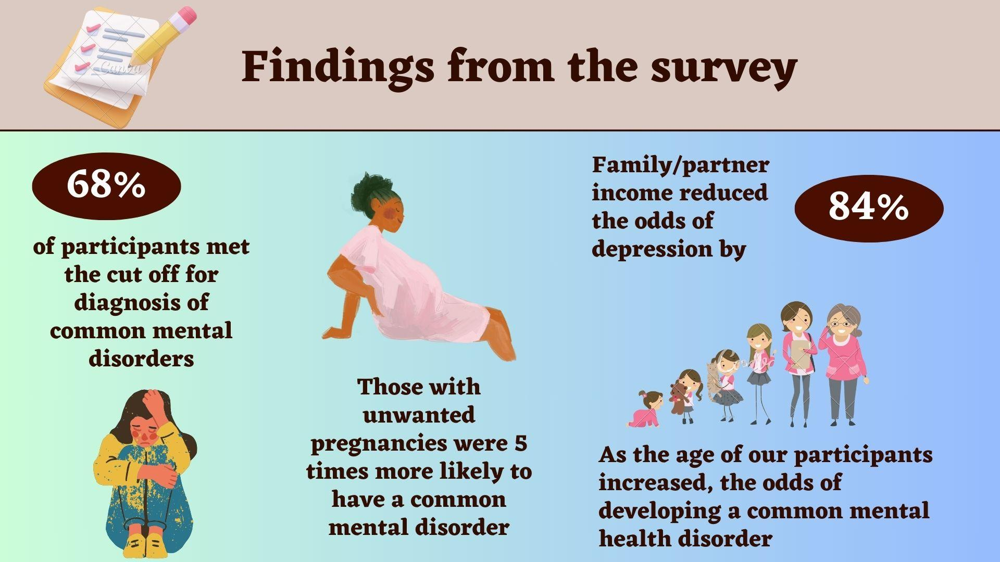 Findings from the survey
Canva
68%
of participants met
the cut off for
diagnosis of
common mental
disorders
Those with
unwanted
pregnancies were 5
times more likely to
have a common
mental disorder
Family/partner
income reduced
the odds of
depression by
84%
As the age of our participants
increased, the odds of
developing a common mental
health disorder